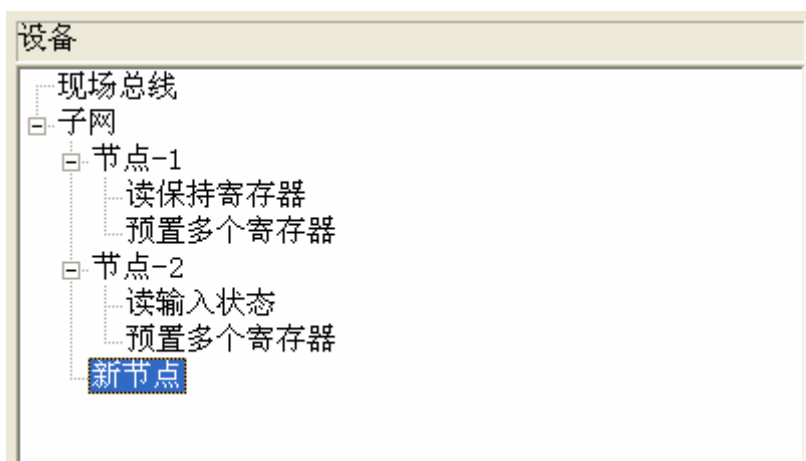 设备
现场总线
子网
节点-1
读保持寄存器
预置多个寄存器
节点-2
读输入状态
预置多个寄存器
新节点